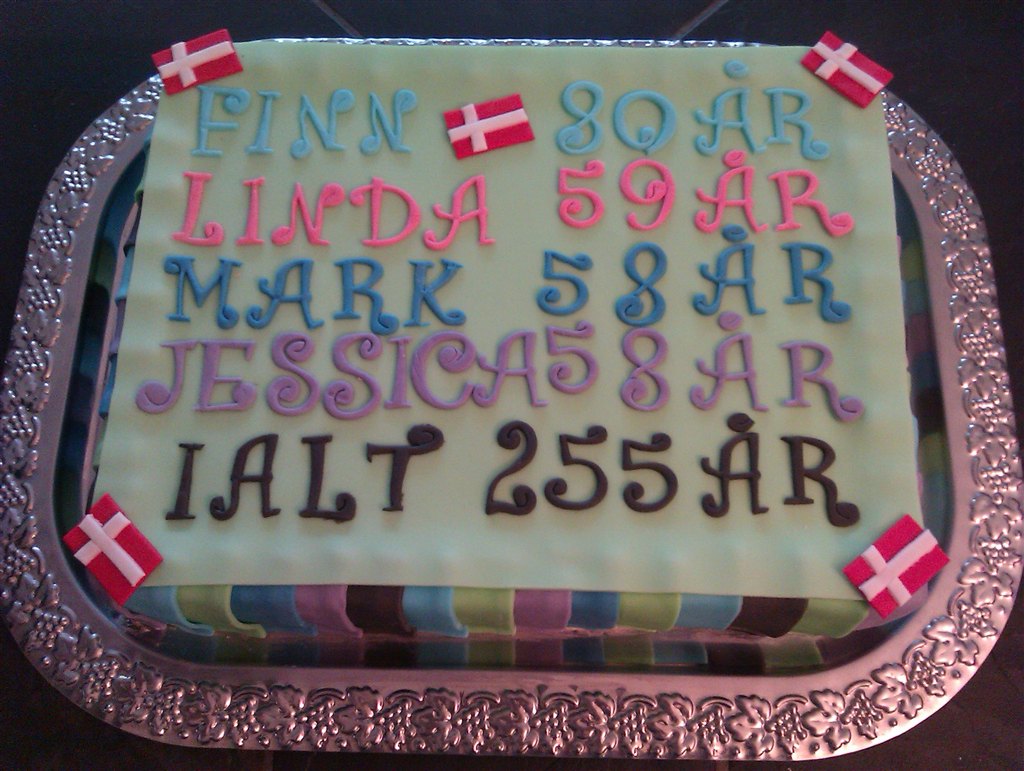 FINN 80 ÅR
LINDA 59 ÅR
MARK 58 ÅR
JESSICA 58 ÅR
IALT 255 ÅR